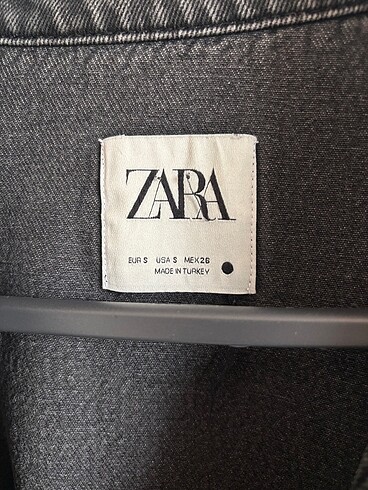 ZARA
EUR S USA S MEX 26
MADE IN TURKEY